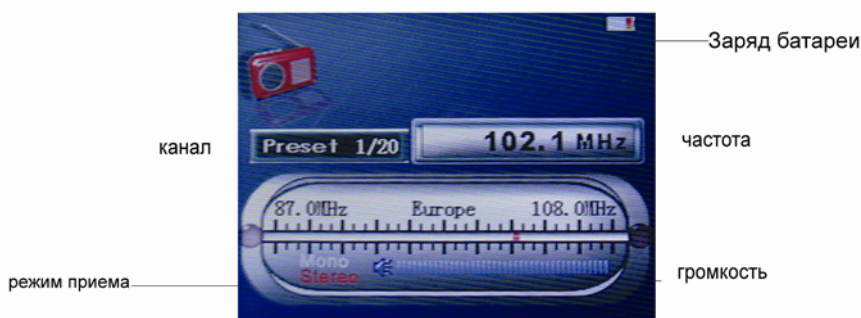 Заряд батареи
канал
Preset 1/20
102.1 MHz
частота
87.0MHz Europe 108.0MHz
Mono
Stereo
режим приема
громкость